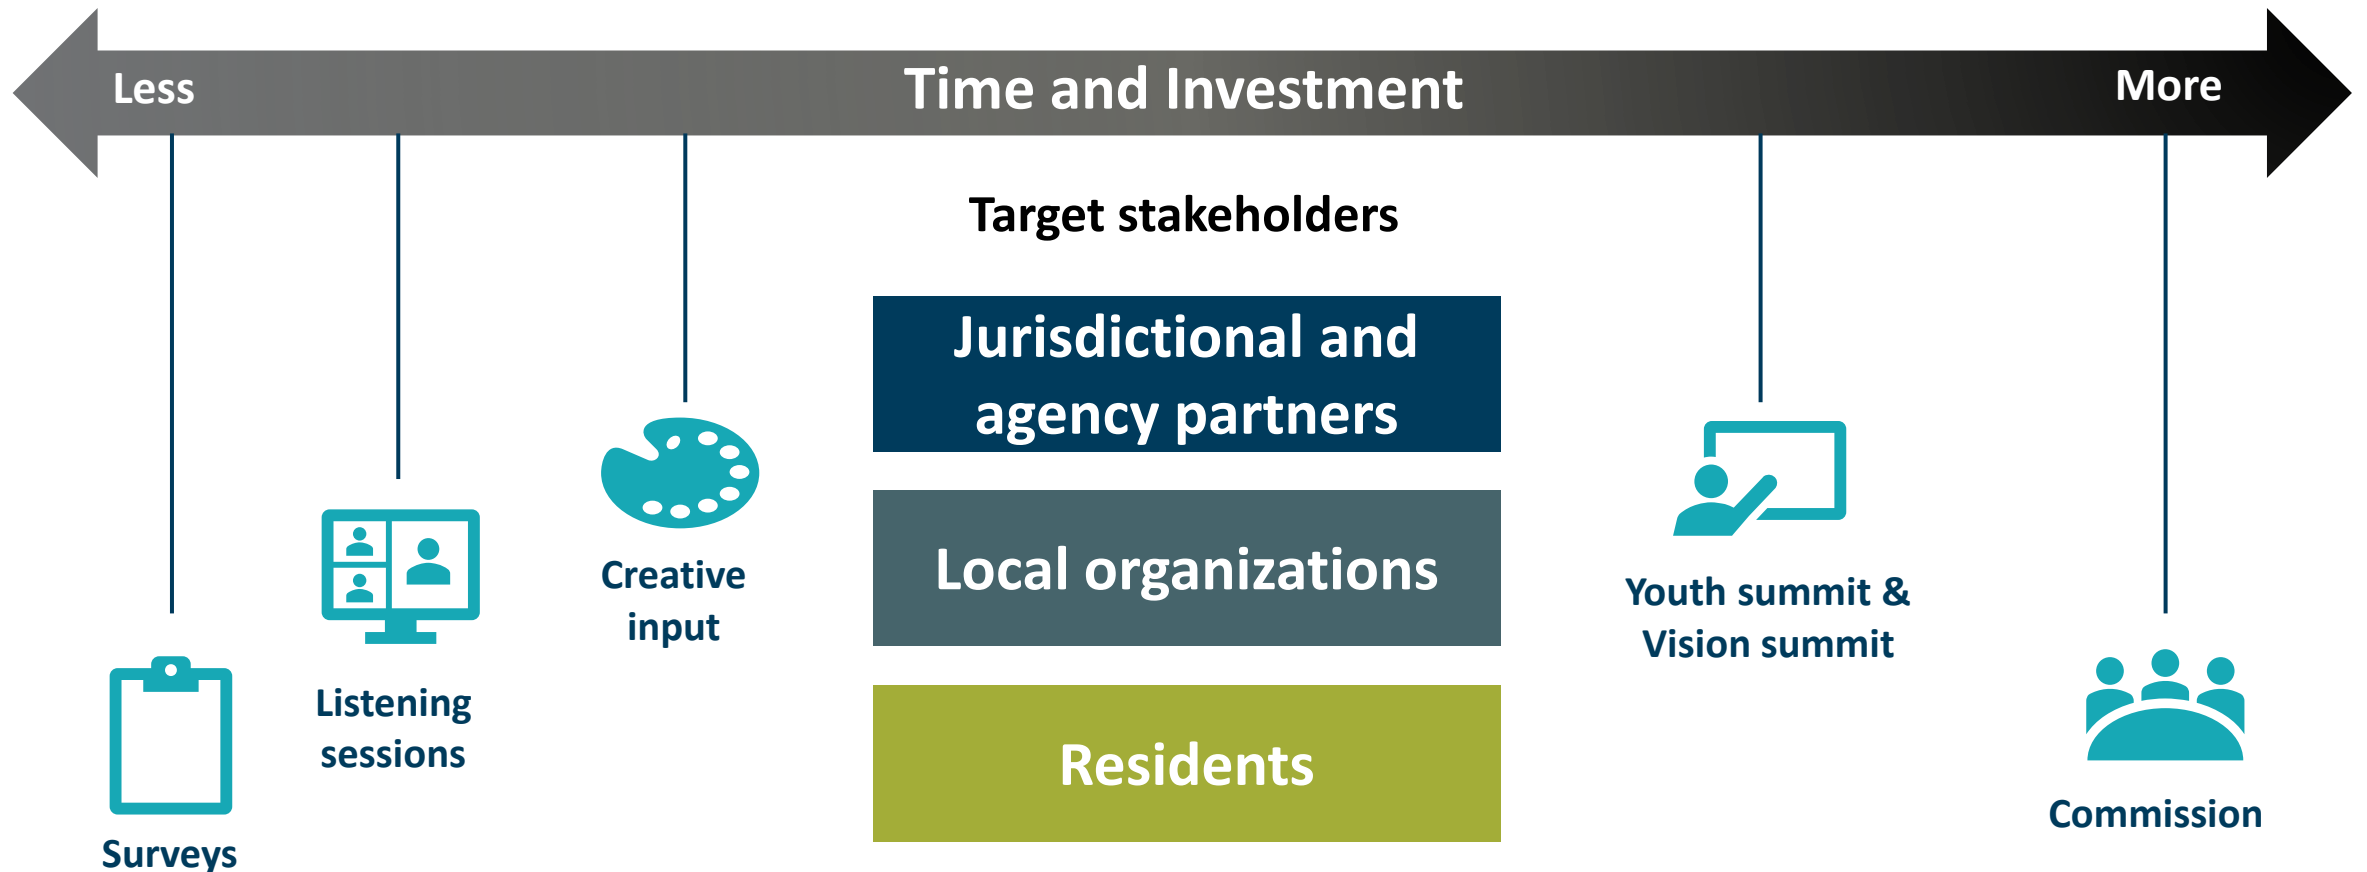 Less
Time and Investment
More
Target stakeholders
Jurisdictional and
agency partners
Local organizations
Residents
Surveys
Listening
sessions
Creative
input
Youth summit &
Vision summit
Commission